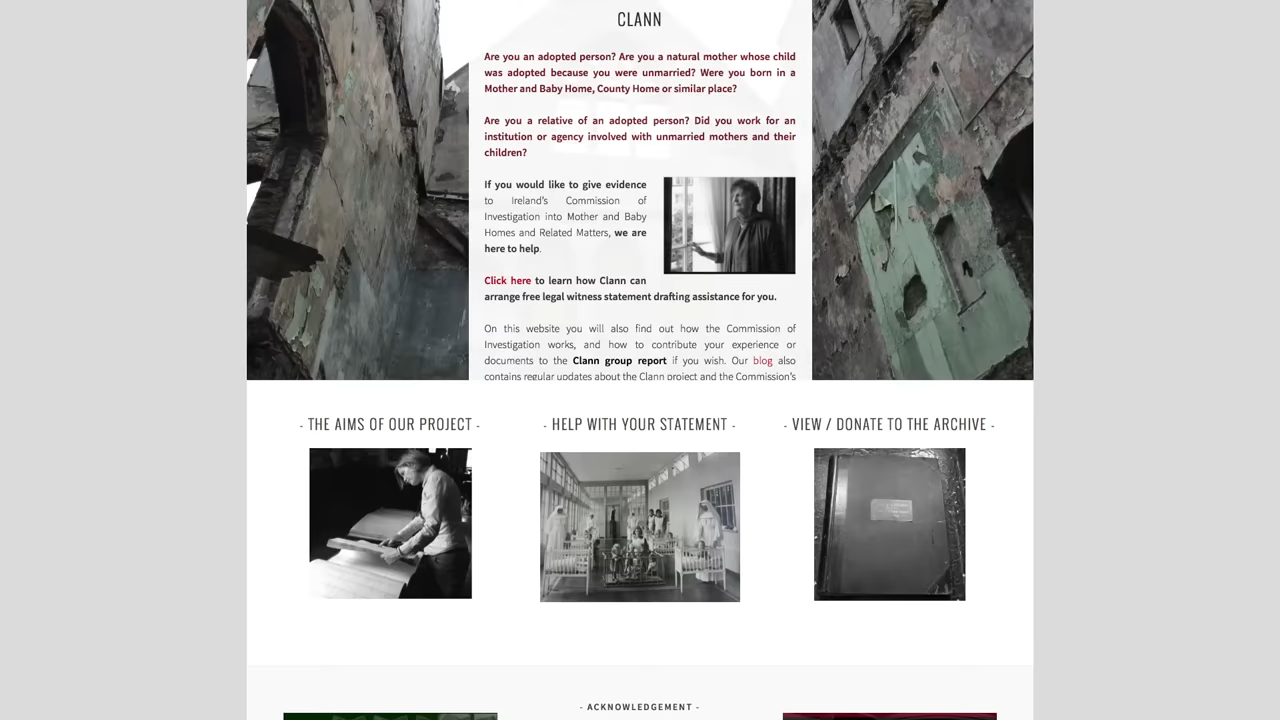 CLANN
Are you an adopted person? Are you a natural mother whose child
was adopted because you were unmarried? Were you born in a
Mother and Baby Home, County Home or similar place?
Are you a relative of an adopted person? Did you work for an
institution or agency involved with unmarried mothers and their
children?
If you would like to give evidence
to Ireland's Commission of
Investigation into Mother and Baby
Homes and Related Matters, we are
here to help.
Click here to learn how Clann can
arrange free legal witness statement drafting assistance for you.
On this website you will also find out how the Commission of
Investigation works, and how to contribute your experience or
documents to the Clann group report if you wish. Our blog also
contains regular updates about the Clann project and the Commission's
- THE AIMS OF OUR PROJECT -
- HELP WITH YOUR STATEMENT -
- VIEW / DONATE TO THE ARCHIVE -
- ACKNOWLEDGEMENT -